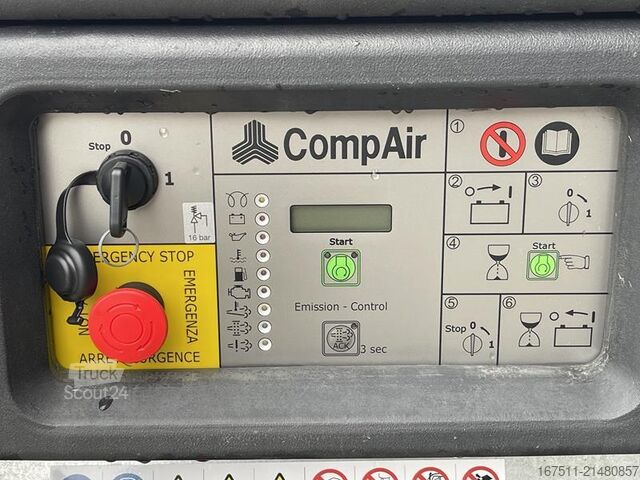 0
Stop
1
16 bar
EMERGENCY STOP
EMERGENZA
ARRET URGENCE
CompAir
Start
Emission - Control
ACK
3 sec
1
2
3
0
1
4
Start
5
6
Stop
0
1
Truck
Scout24
167511-21480857